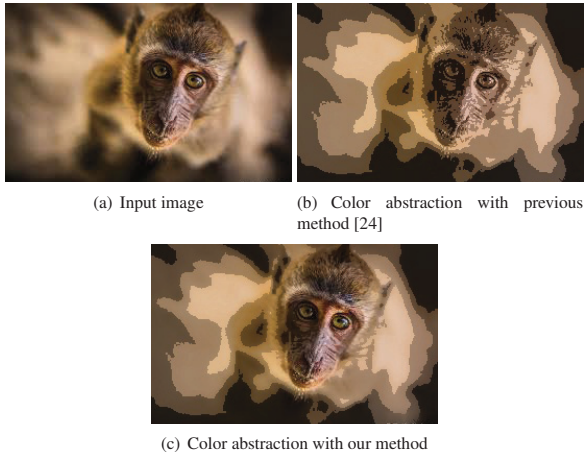 (a) Input image
(b) Color abstraction with previous
method [24]
(c) Color abstraction with our method